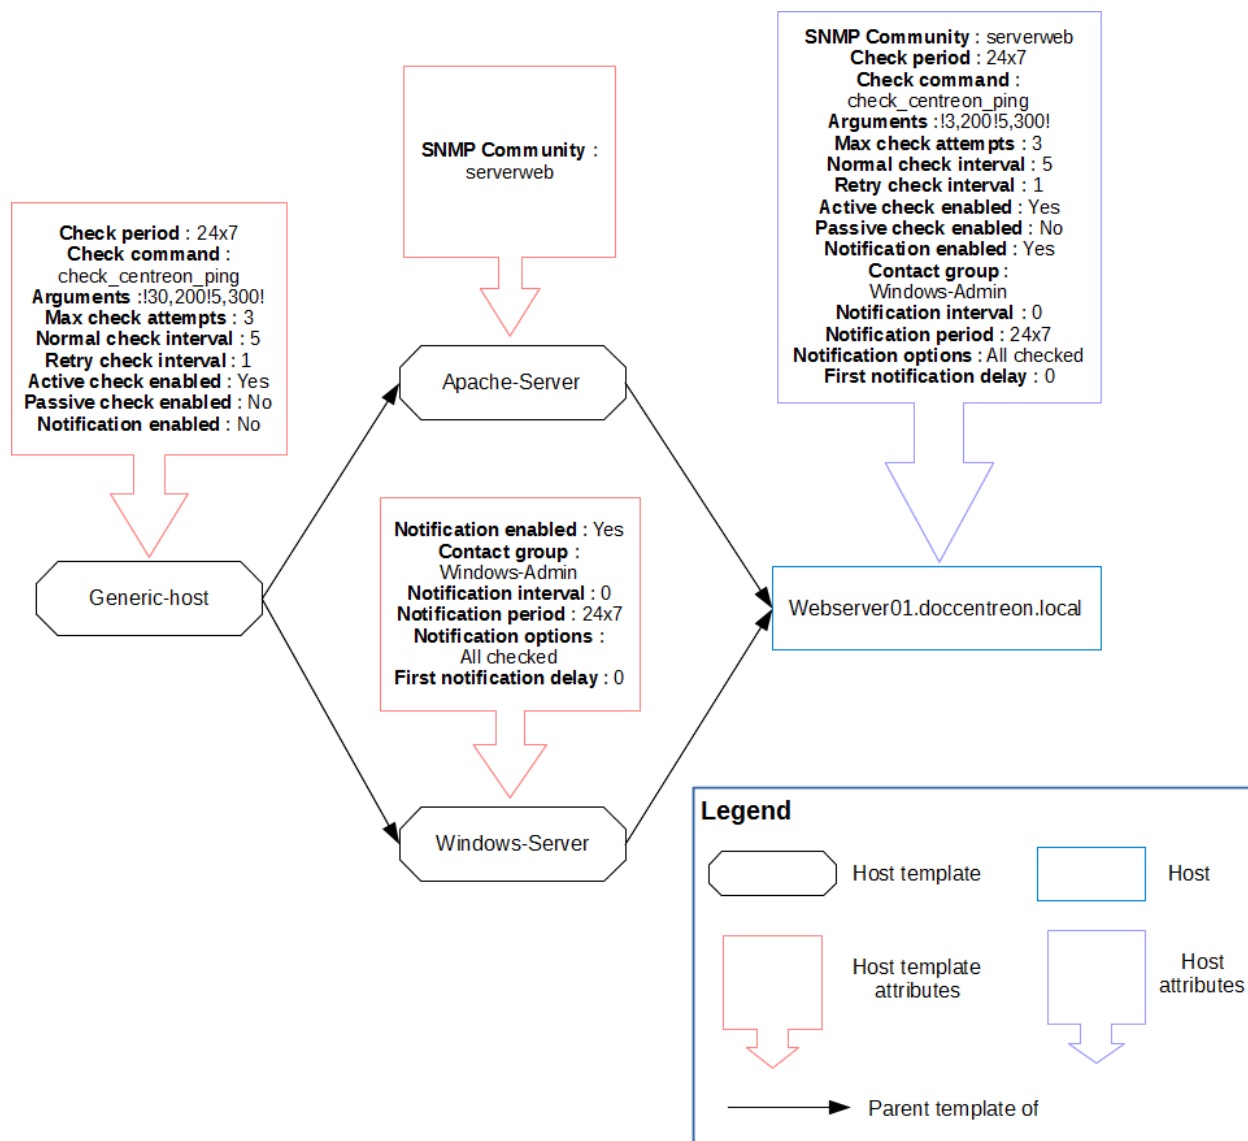 SNMP Community : serverweb
Check period : 24x7
Check command :
check_centreon_ping
Arguments :!3,200!5,300!
Max check attempts : 3
Normal check interval : 5
Retry check interval : 1
Active check enabled : Yes
Passive check enabled : No
Notification enabled : Yes
Contact group :
Windows-Admin
Notification interval : 0
Notification period : 24x7
Notification options : All checked
First notification delay : 0
SNMP Community :
serverweb
Check period : 24x7
Check command :
check_centreon_ping
Arguments :!30,200!5,300!
Max check attempts : 3
Normal check interval : 5
Retry check interval : 1
Active check enabled : Yes
Passive check enabled : No
Notification enabled : No
Apache-Server
Notification enabled : Yes
Contact group :
Windows-Admin
Notification interval : 0
Notification period : 24x7
Notification options :
All checked
First notification delay : 0
Generic-host
Webserver01.doccentreon.local
Windows-Server
Legend
Host template
Host
Host template
attributes
Host
attributes
Parent template of